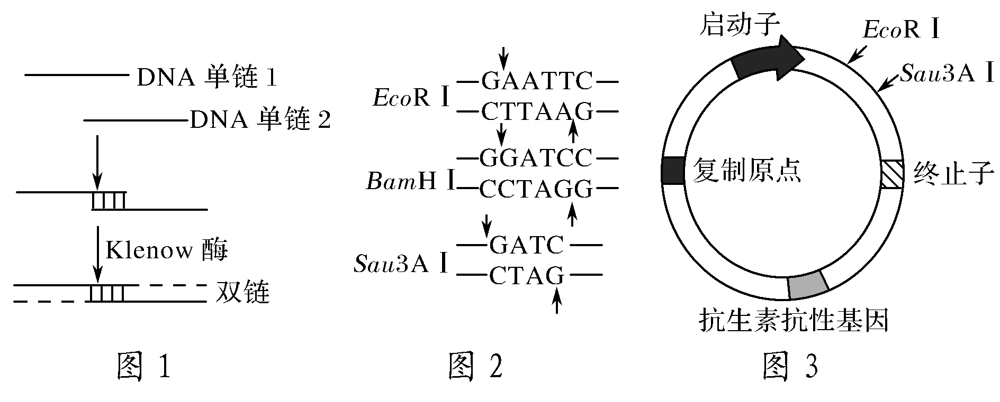 DNA 单链 1
DNA 单链 2
Klenow 酶
双链
图 1
EcoR Ⅰ
GAATTC
CTTAAG
BamH Ⅰ
GGATCC
CCTAGG
Sau3A Ⅰ
GATC
CTAG
图 2
启动子
EcoR Ⅰ
Sau3A Ⅰ
复制原点
终止子
抗生素抗性基因
图 3